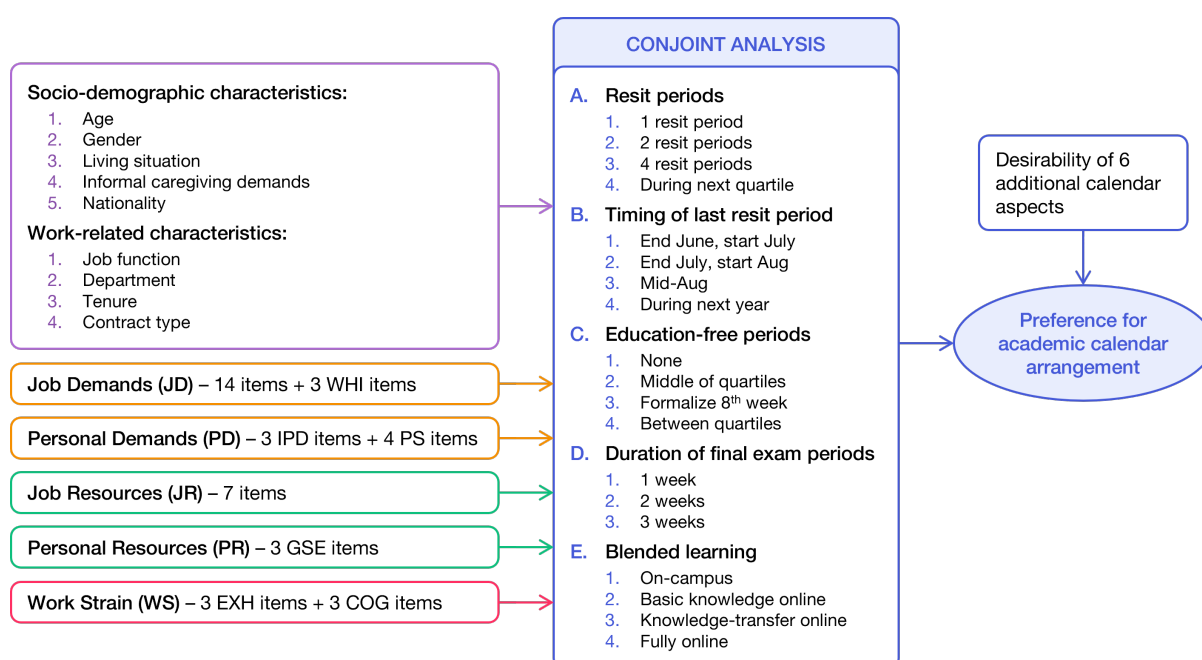 Socio-demographic characteristics:
1. Age
2. Gender
3. Living situation
4. Informal caregiving demands
5. Nationality
Work-related characteristics:
1. Job function
2. Department
3. Tenure
4. Contract type
Job Demands (JD) – 14 items + 3 WHI items
Personal Demands (PD) – 3 IPD items + 4 PS items
Job Resources (JR) – 7 items
Personal Resources (PR) – 3 GSE items
Work Strain (WS) – 3 EXH items + 3 COG items
CONJOINT ANALYSIS
A. Resit periods
1. 1 resit period
2. 2 resit periods
3. 4 resit periods
4. During next quartile
B. Timing of last resit period
1. End June, start July
2. End July, start Aug
3. Mid-Aug
4. During next year
C. Education-free periods
1. None
2. Middle of quartiles
3. Formalize 8th week
4. Between quartiles
D. Duration of final exam periods
1. 1 week
2. 2 weeks
3. 3 weeks
E. Blended learning
1. On-campus
2. Basic knowledge online
3. Knowledge-transfer online
4. Fully online
Desirability of 6
additional calendar
aspects
Preference for
academic calendar
arrangement